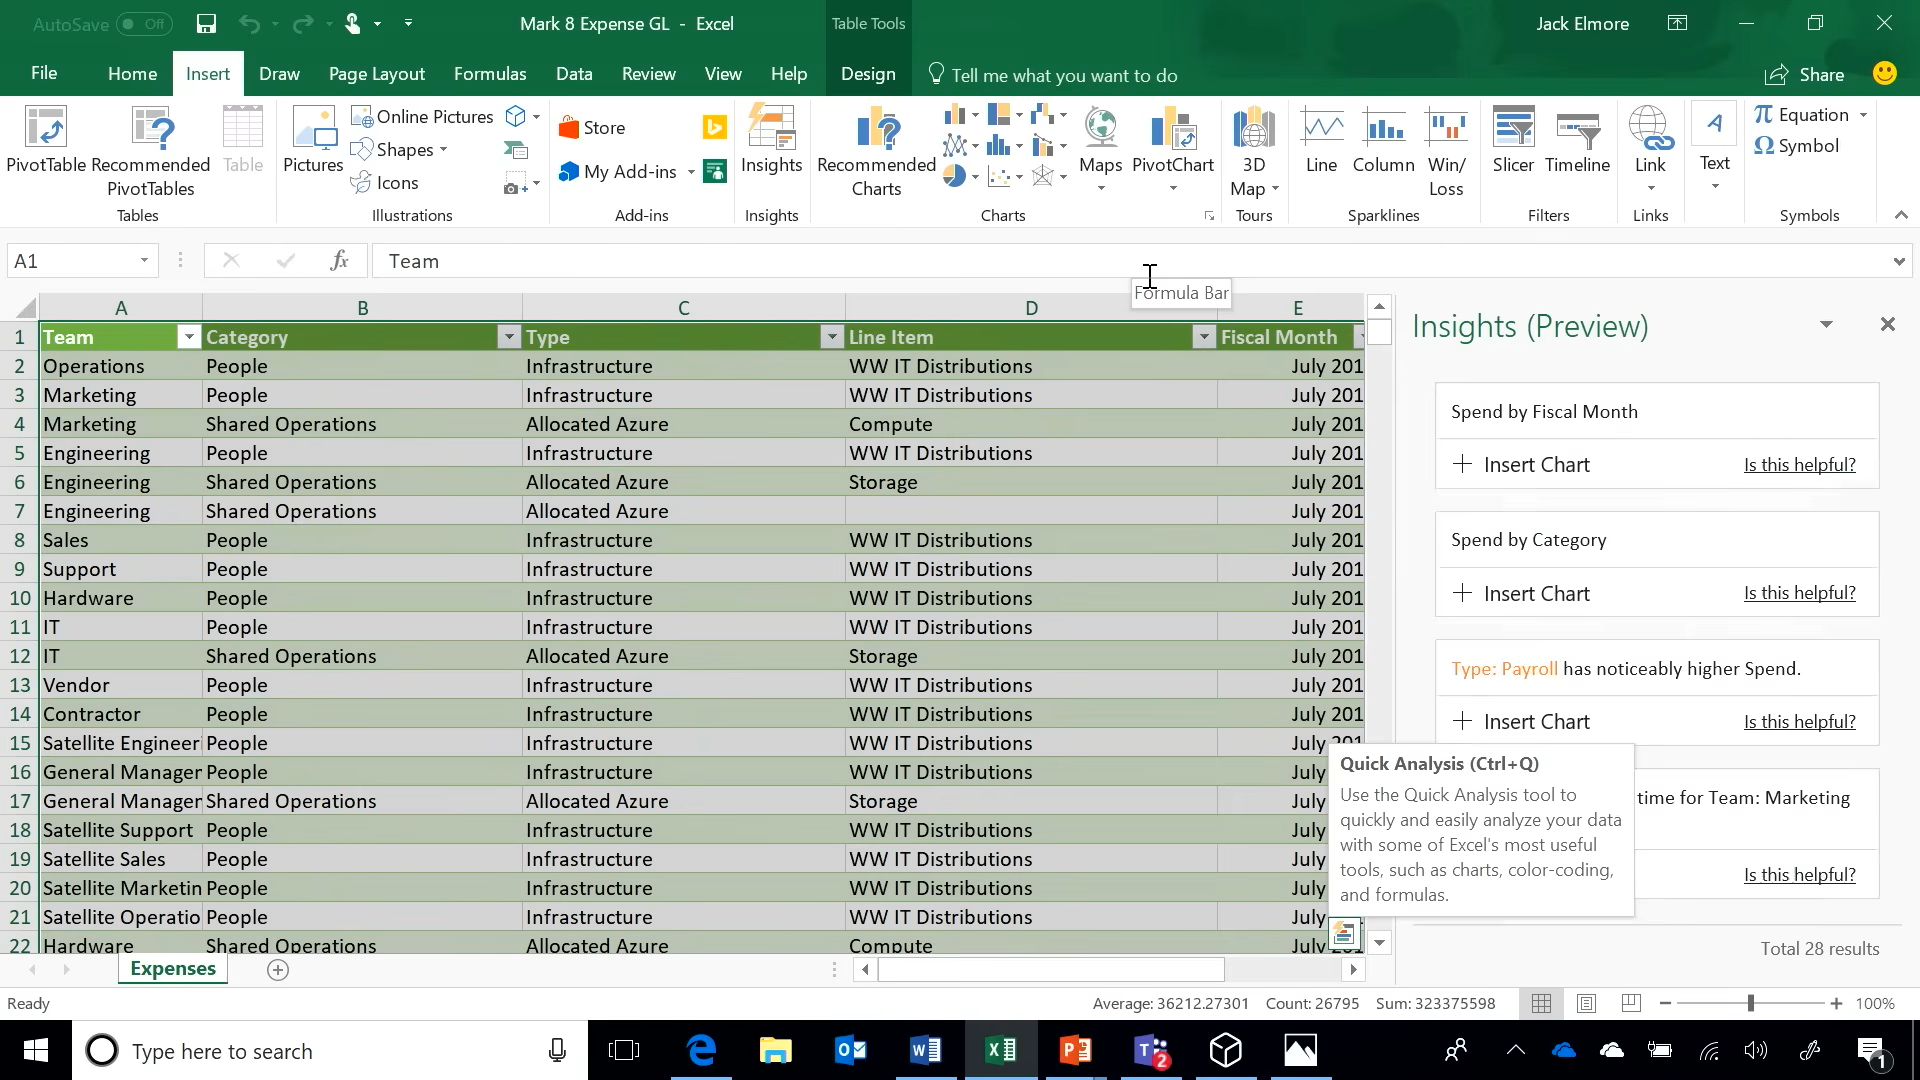 AutoSave Off
Mark 8 Expense GL - Excel
Table Tools
Jack Elmore
File Home Insert Draw Page Layout Formulas Data Review View Help Design Tell me what you want to do Share
PivotTable
Recommended
PivotTables
Table
Tables
Pictures
Online Pictures
Shapes
Icons
Illustrations
Store
My Add-ins
Add-ins
Insights
Insights
Recommended
Charts
Maps
PivotChart
Charts
3D
Map
Tours
Line
Column
Win/
Loss
Sparklines
Slicer
Timeline
Filters
Link
Links
Text
Equation
Symbol
Symbols
A1 fx Team
Formula Bar
A B C D E
1 Team Category Type Line Item Fiscal Month
2 Operations People Infrastructure WW IT Distributions July 201
3 Marketing People Infrastructure WW IT Distributions July 201
4 Marketing Shared Operations Allocated Azure Compute July 201
5 Engineering People Infrastructure WW IT Distributions July 201
6 Engineering Shared Operations Allocated Azure Storage July 201
7 Engineering Shared Operations Allocated Azure July 201
8 Sales People Infrastructure WW IT Distributions July 201
9 Support People Infrastructure WW IT Distributions July 201
10 Hardware People Infrastructure WW IT Distributions July 201
11 IT People Infrastructure WW IT Distributions July 201
12 IT Shared Operations Allocated Azure Storage July 201
13 Vendor People Infrastructure WW IT Distributions July 201
14 Contractor People Infrastructure WW IT Distributions July 201
15 Satellite Engineer People Infrastructure WW IT Distributions July 201
16 General Manager People Infrastructure WW IT Distributions July
17 General Manager Shared Operations Allocated Azure Storage July
18 Satellite Support People Infrastructure WW IT Distributions July
19 Satellite Sales People Infrastructure WW IT Distributions July
20 Satellite Marketin People Infrastructure WW IT Distributions July
21 Satellite Operatio People Infrastructure WW IT Distributions July
22 Hardware Shared Operations Allocated Azure Compute July 201
Insights (Preview)
Spend by Fiscal Month
Insert Chart Is this helpful?
Spend by Category
Insert Chart Is this helpful?
Type: Payroll has noticeably higher Spend.
Insert Chart Is this helpful?
time for Team: Marketing
Is this helpful?
Total 28 results
Quick Analysis (Ctrl+Q)
Use the Quick Analysis tool to
quickly and easily analyze your data
with some of Excel's most useful
tools, such as charts, color-coding,
and formulas.
Expenses
Ready
Average: 36212.27301 Count: 26795 Sum: 323375598 100%
Type here to search
2
1